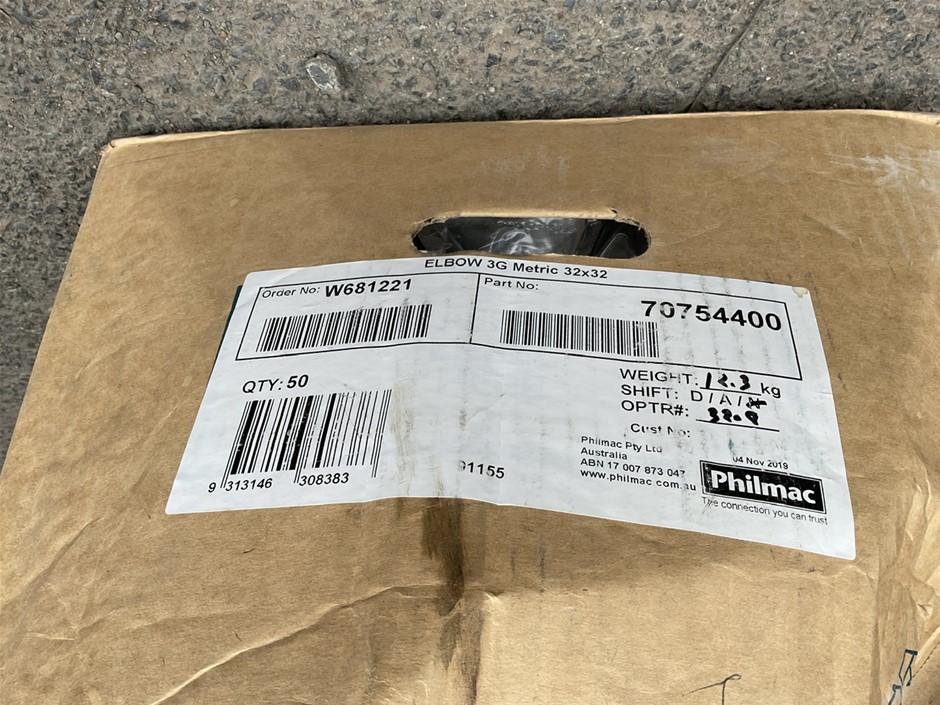 ELBOW 3G Metric 32x32
Order No: W681221
Part No:
70754400
QTY: 50
WEIGHT: 12.3 kg
SHIFT: D / A /
OPTR#:
Cust No:
9 313146 308383
91155
Philmac Pty Ltd
Australia
ABN 17 007 873 047
www.philmac.com.au
04 Nov 2019
Philmac
The connection you can trust